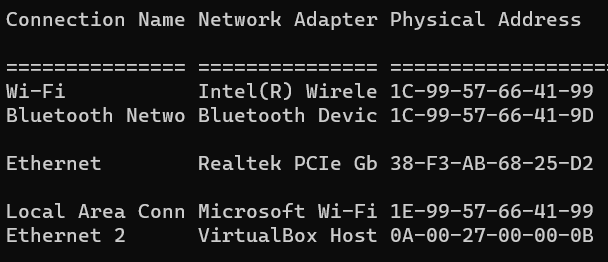 Connection Name Network Adapter Physical Address
=============== =============== ===================
Wi-Fi           Intel(R) Wirele 1C-99-57-66-41-99
Bluetooth Netwo Bluetooth Devic 1C-99-57-66-41-9D
Ethernet        Realtek PCIe Gb 38-F3-AB-68-25-D2
Local Area Conn Microsoft Wi-Fi 1E-99-57-66-41-99
Ethernet 2      VirtualBox Host 0A-00-27-00-00-0B